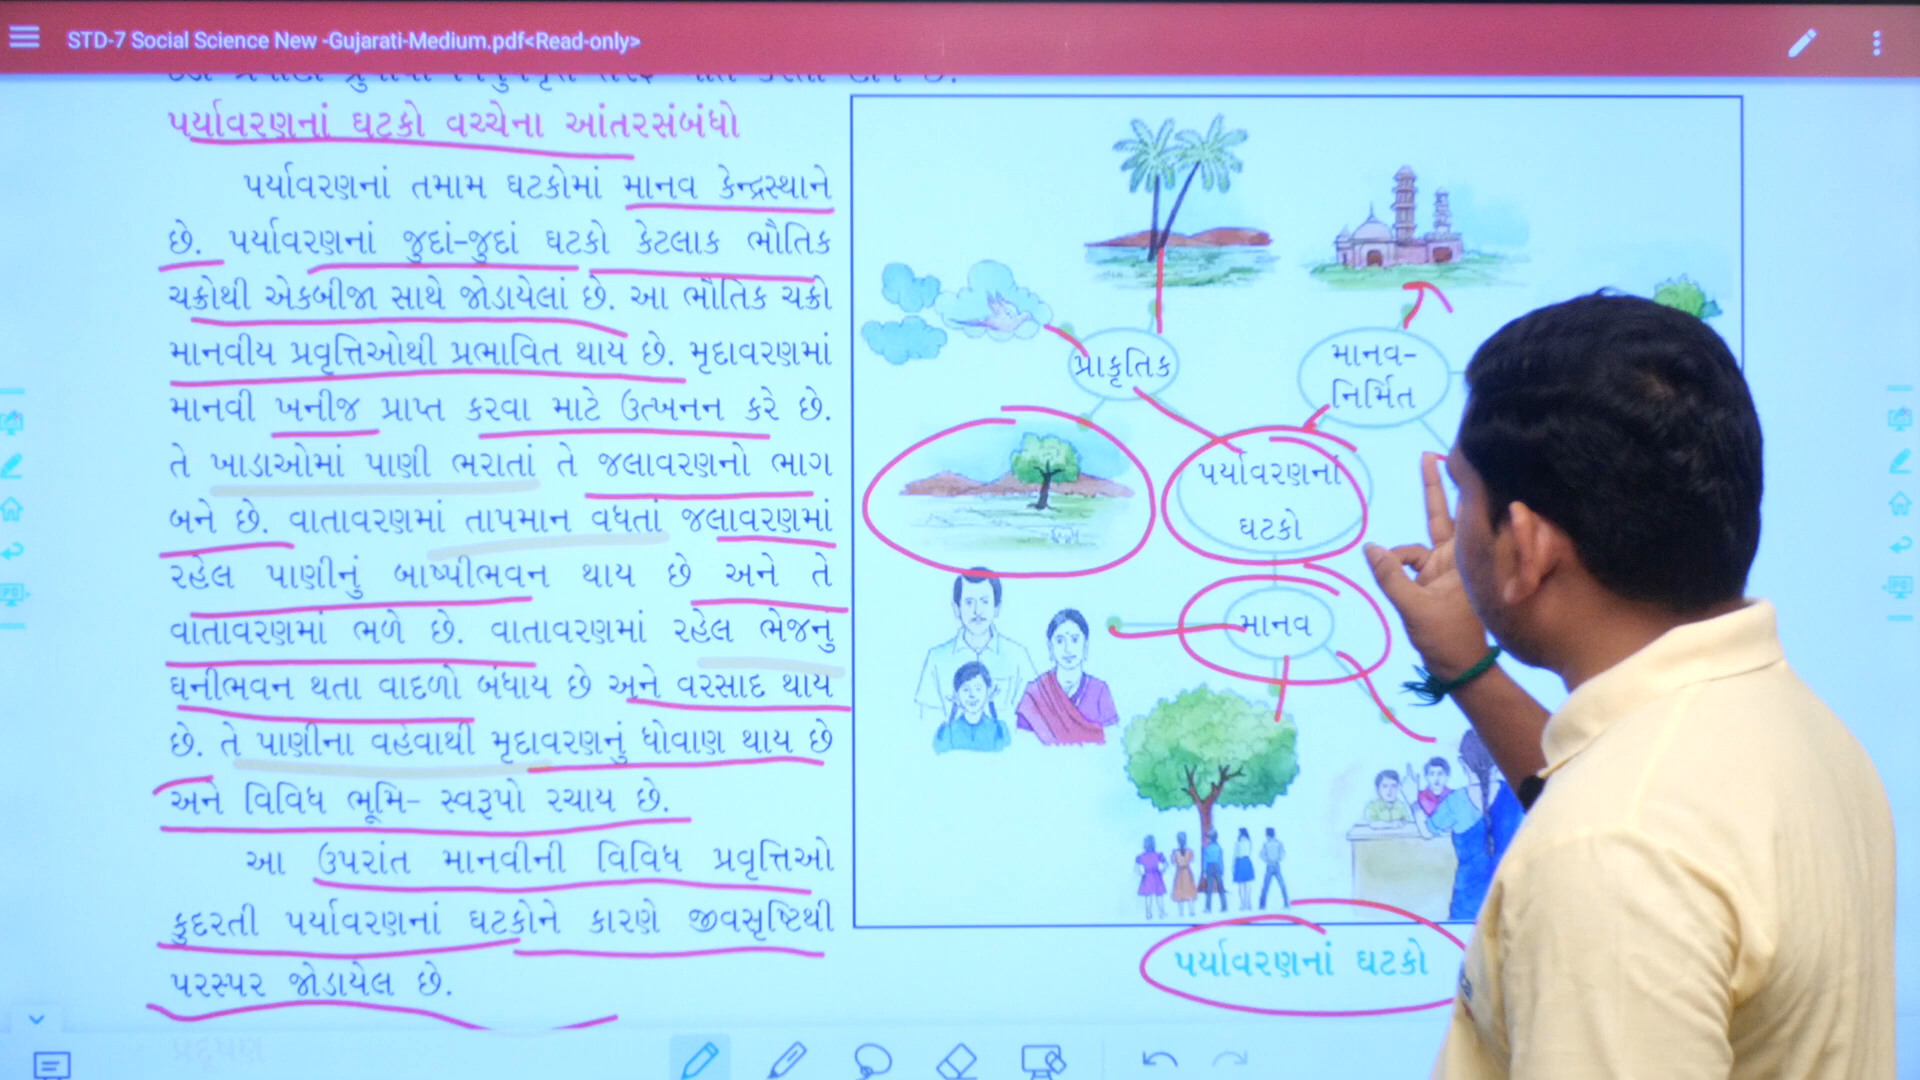 STD-7 Social Science New -Gujarati-Medium.pdf<Read-only>
પર્યાવરણનાં ઘટકો વચ્ચેના આંતરસંબંધો
પર્યાવરણનાં તમામ ઘટકોમાં માનવ કેન્દ્રસ્થાને
છે. પર્યાવરણનાં જુદાં-જુદાં ઘટકો કેટલાક ભૌતિક
ચક્રોથી એકબીજા સાથે જોડાયેલાં છે. આ ભૌતિક ચક્રો
માનવીય પ્રવૃત્તિઓથી પ્રભાવિત થાય છે. મૃદાવરણમાં
માનવી ખનીજ પ્રાપ્ત કરવા માટે ઉત્ખનન કરે છે.
તે ખાડાઓમાં પાણી ભરાતાં તે જલાવરણનો ભાગ
બને છે. વાતાવરણમાં તાપમાન વધતાં જલાવરણમાં
રહેલ પાણીનું બાષ્પીભવન થાય છે અને તે
વાતાવરણમાં ભળે છે. વાતાવરણમાં રહેલ ભેજનું
ઘનીભવન થતા વાદળો બંધાય છે અને વરસાદ થાય
છે. તે પાણીના વહેવાથી મૃદાવરણનું ધોવાણ થાય છે
અને વિવિધ ભૂમિ- સ્વરૂપો રચાય છે.
આ ઉપરાંત માનવીની વિવિધ પ્રવૃત્તિઓ
કુદરતી પર્યાવરણનાં ઘટકોને કારણે જીવસૃષ્ટિથી
પરસ્પર જોડાયેલ છે.
પ્રદૂષણ
પ્રાકૃતિક
માનવ-
નિર્મિત
પર્યાવરણનાં
ઘટકો
માનવ
પર્યાવરણનાં ઘટકો